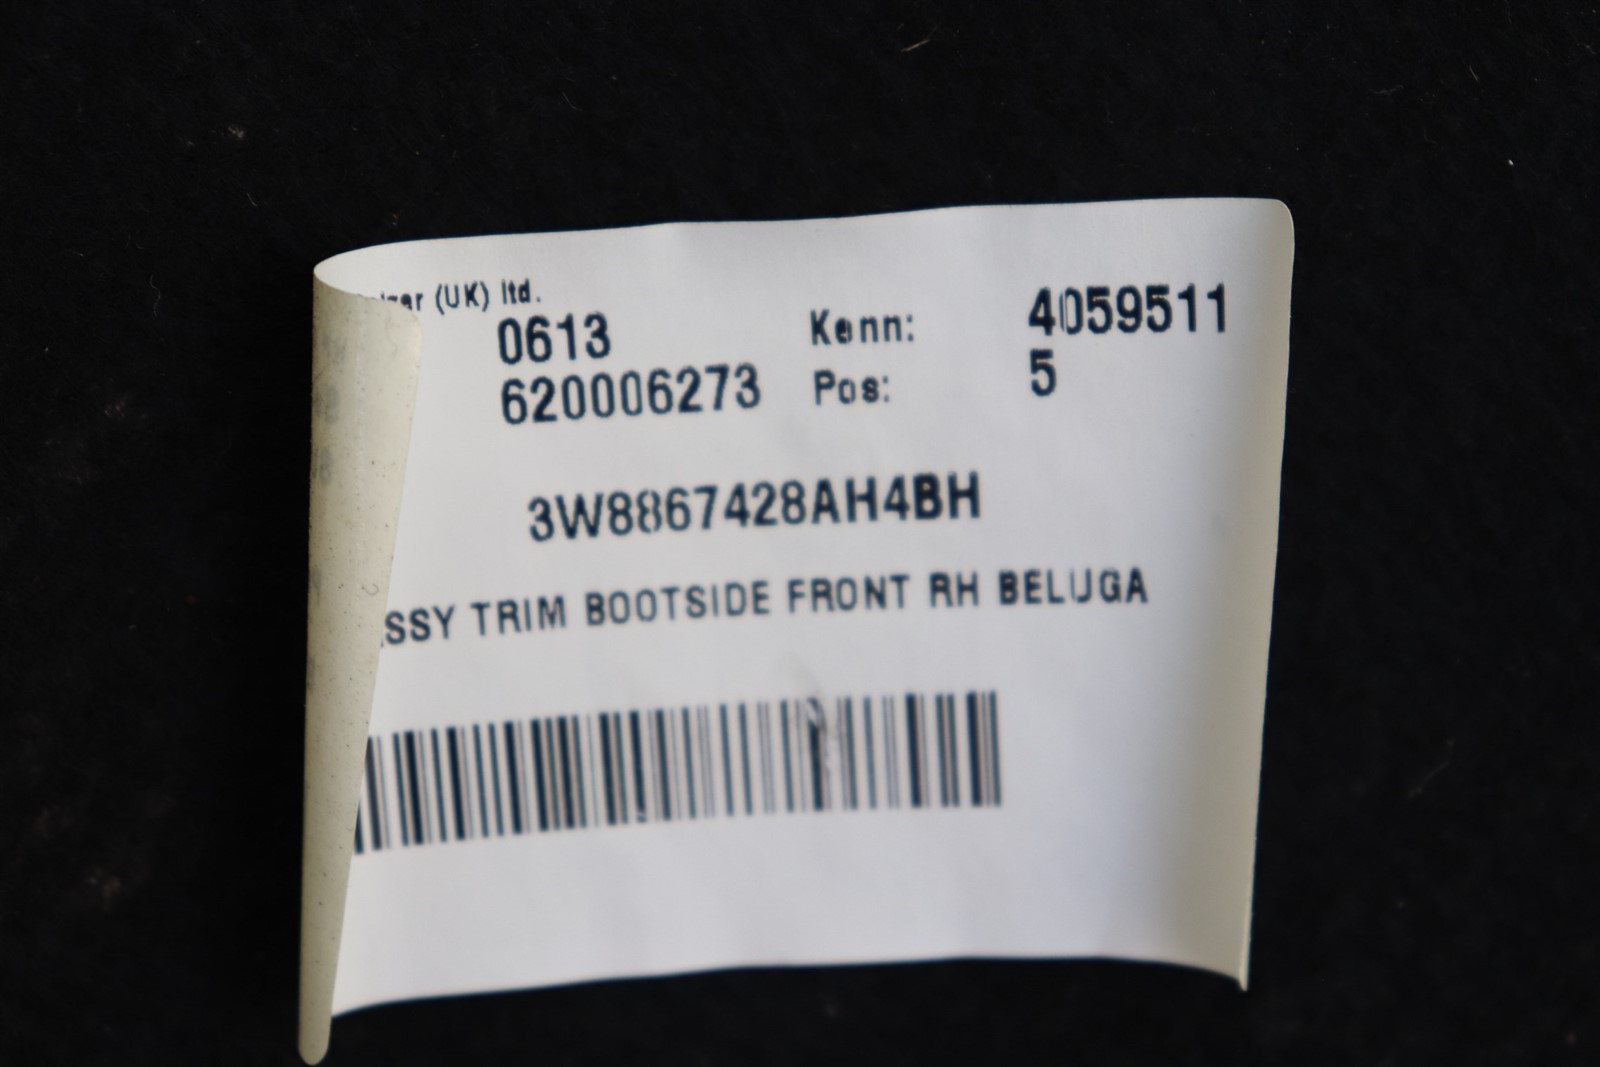 (UK) ltd.
0613 Kenn: 4059511
620006273 Pos: 5
3W8867428AH4BH
SSY TRIM BOOTSIDE FRONT RH BELUGA